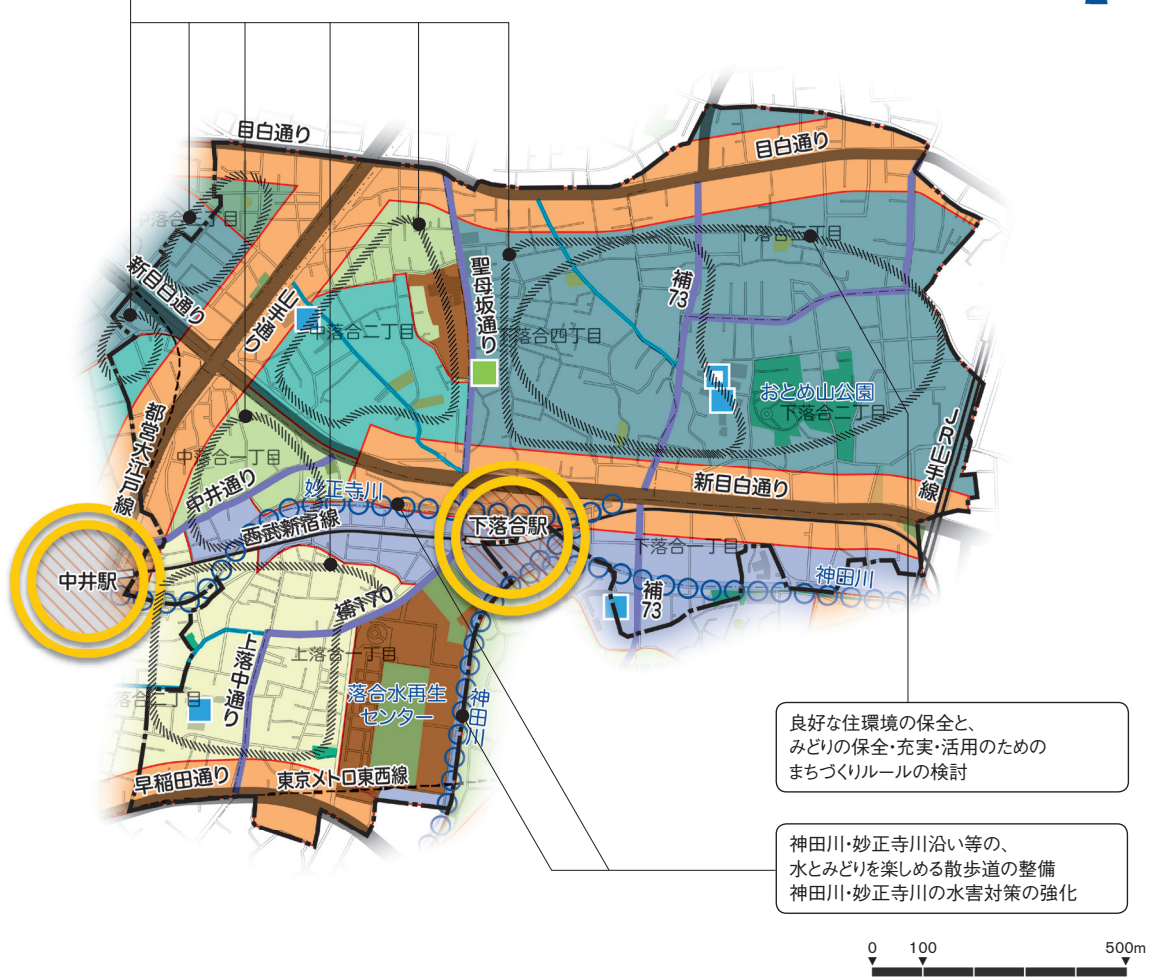 目白通り
目白通り
中落合三丁目
新目白通り
山手通り
聖母坂通り
補73
下落合三丁目
中落合二丁目
下落合四丁目
おとめ山公園
下落合二丁目
JR山手線
都営大江戸線
中落合一丁目
中井通り
妙正寺川
西武新宿線
下落合駅
新目白通り
下落合一丁目
中井駅
神田川
補73
補170
上落合一丁目
上落中通り
落合二丁目
落合水再生
センター
神田川
早稲田通り
東京メトロ東西線
良好な住環境の保全と、
みどりの保全・充実・活用のための
まちづくりルールの検討
神田川・妙正寺川沿い等の、
水とみどりを楽しめる散歩道の整備
神田川・妙正寺川の水害対策の強化
0 100 500m